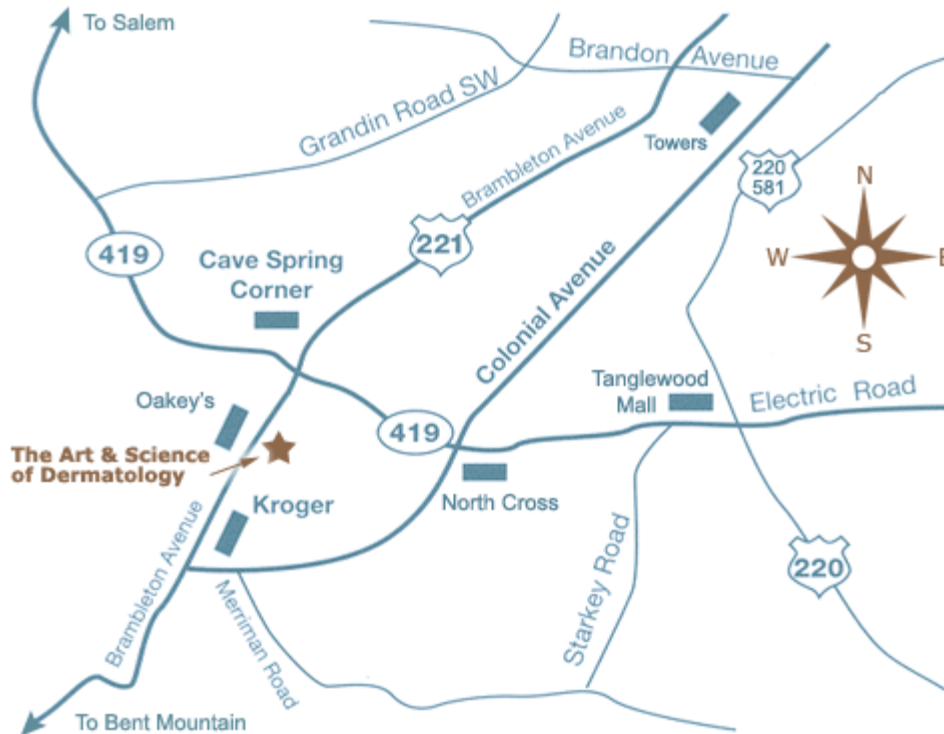 To Salem
Brandon Avenue
Grandin Road SW
Brambleton Avenue
Towers
220
581
N
W
E
S
419
221
Cave Spring
Corner
Colonial Avenue
Tanglewood
Mall
Electric Road
Oakey's
419
The Art & Science
of Dermatology
Kroger
North Cross
Brambleton Avenue
Merriman Road
Starkey Road
220
To Bent Mountain